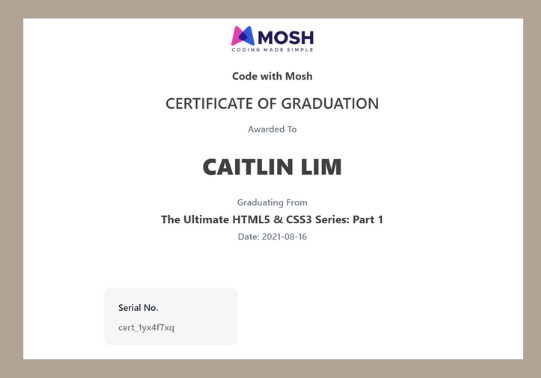 MOSH
CODING MADE SIMPLE
Code with Mosh
CERTIFICATE OF GRADUATION
Awarded To
CAITLIN LIM
Graduating From
The Ultimate HTML5 & CSS3 Series: Part 1
Date: 2021-08-16
Serial No.
cert_1yx4f7xq